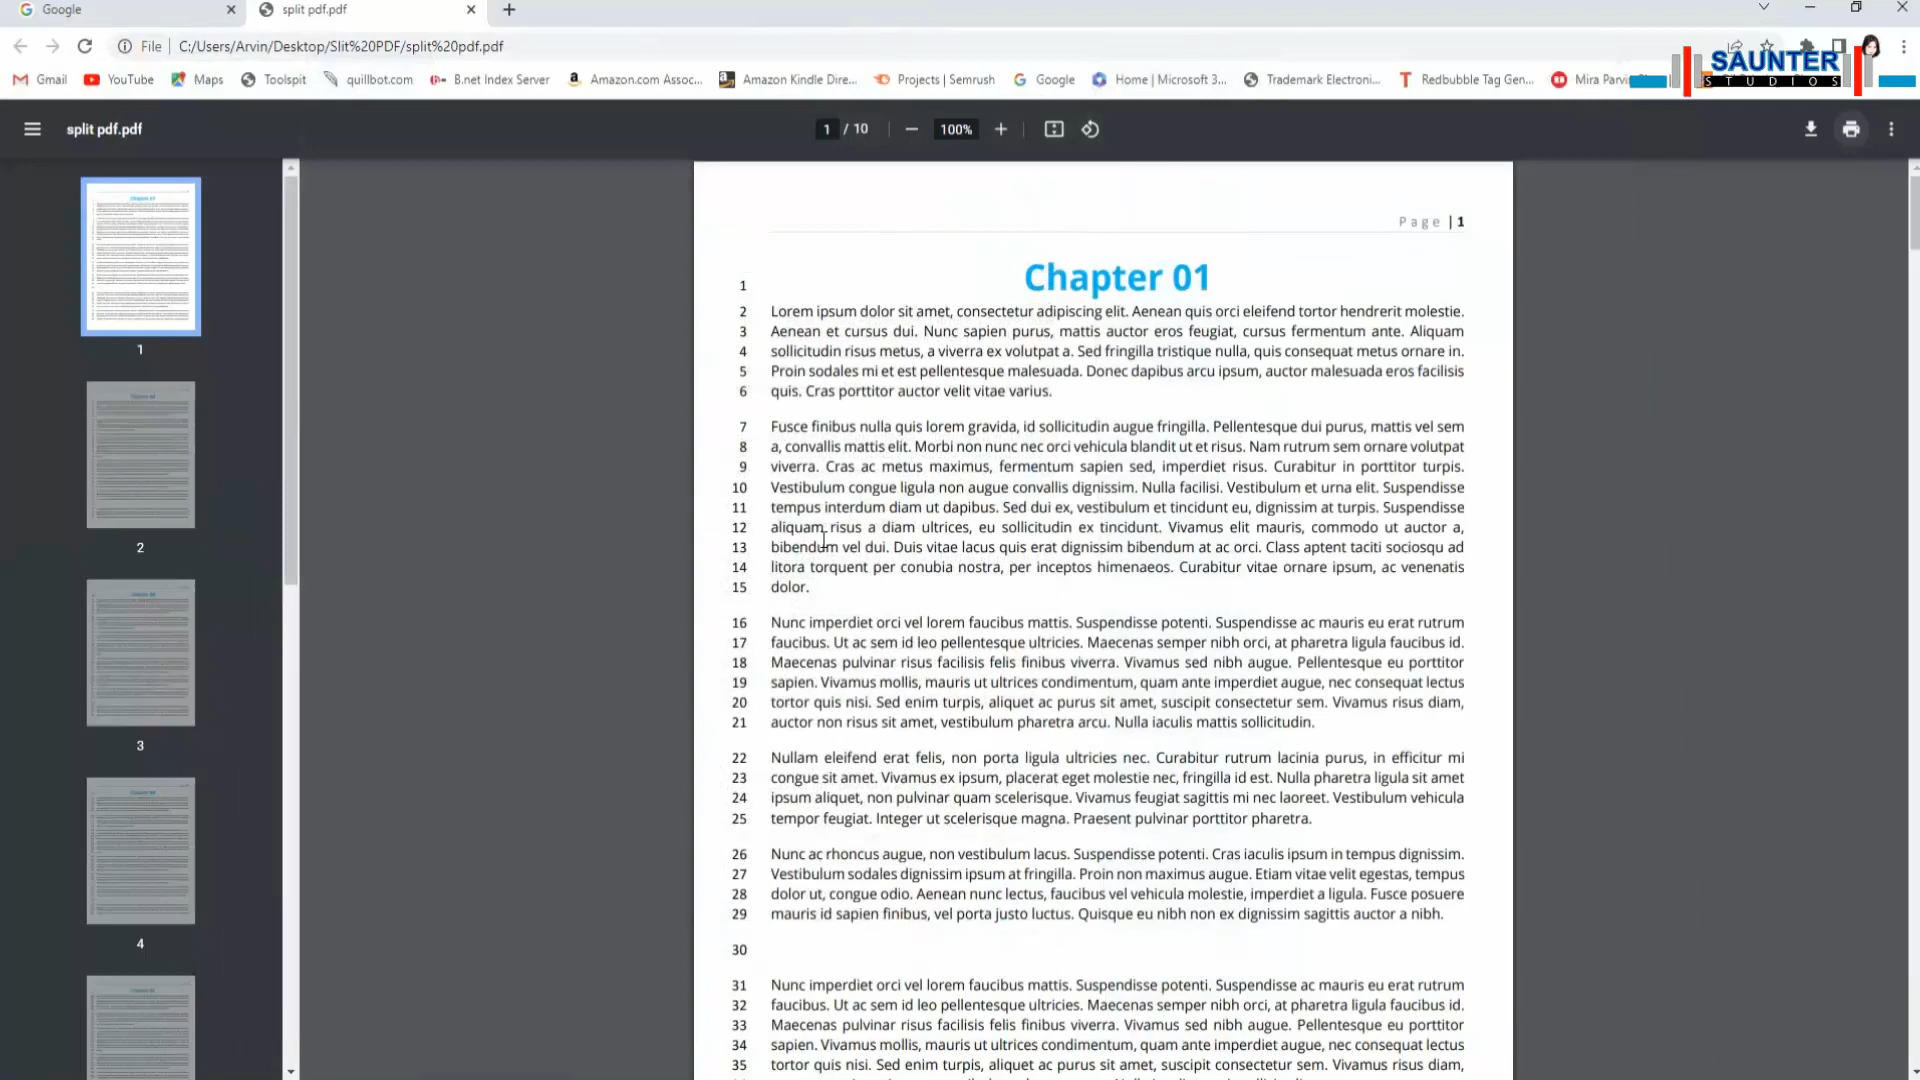 Google
split pdf.pdf
File
C:/Users/Arvin/Desktop/Slit%20PDF/split%20pdf.pdf
Gmail
YouTube
Maps
Toolspit
quillbot.com
B.net Index Server
Amazon.com Assoc...
Amazon Kindle Dire...
Projects | Semrush
Google
Home | Microsoft 3...
Trademark Electroni...
Redbubble Tag Gen...
SAUNTER
STUDIOS
split pdf.pdf
1 / 10
100%
1
2
3
4
Page | 1
1 Chapter 01
2 Lorem ipsum dolor sit amet, consectetur adipiscing elit. Aenean quis orci eleifend tortor hendrerit molestie.
3 Aenean et cursus dui. Nunc sapien purus, mattis auctor eros feugiat, cursus fermentum ante. Aliquam
4 sollicitudin risus metus, a viverra ex volutpat a. Sed fringilla tristique nulla, quis consequat metus ornare in.
5 Proin sodales mi et est pellentesque malesuada. Donec dapibus arcu ipsum, auctor malesuada eros facilisis
6 quis. Cras porttitor auctor velit vitae varius.
7 Fusce finibus nulla quis lorem gravida, id sollicitudin augue fringilla. Pellentesque dui purus, mattis vel sem
8 a, convallis mattis elit. Morbi non nunc nec orci vehicula blandit ut et risus. Nam rutrum sem ornare volutpat
9 viverra. Cras ac metus maximus, fermentum sapien sed, imperdiet risus. Curabitur in porttitor turpis.
10 Vestibulum congue ligula non augue convallis dignissim. Nulla facilisi. Vestibulum et urna elit. Suspendisse
11 tempus interdum diam ut dapibus. Sed dui ex, vestibulum et tincidunt eu, dignissim at turpis. Suspendisse
12 aliquam risus a diam ultrices, eu sollicitudin ex tincidunt. Vivamus elit mauris, commodo ut auctor a,
13 bibendum vel dui. Duis vitae lacus quis erat dignissim bibendum at ac orci. Class aptent taciti sociosqu ad
14 litora torquent per conubia nostra, per inceptos himenaeos. Curabitur vitae ornare ipsum, ac venenatis
15 dolor.
16 Nunc imperdiet orci vel lorem faucibus mattis. Suspendisse potenti. Suspendisse ac mauris eu erat rutrum
17 faucibus. Ut ac sem id leo pellentesque ultricies. Maecenas semper nibh orci, at pharetra ligula faucibus id.
18 Maecenas pulvinar risus facilisis felis finibus viverra. Vivamus sed nibh augue. Pellentesque eu porttitor
19 sapien. Vivamus mollis, mauris ut ultrices condimentum, quam ante imperdiet augue, nec consequat lectus
20 tortor quis nisi. Sed enim turpis, aliquet ac purus sit amet, suscipit consectetur sem. Vivamus risus diam,
21 auctor non risus sit amet, vestibulum pharetra arcu. Nulla iaculis mattis sollicitudin.
22 Nullam eleifend erat felis, non porta ligula ultricies nec. Curabitur rutrum lacinia purus, in efficitur mi
23 congue sit amet. Vivamus ex ipsum, placerat eget molestie nec, fringilla id est. Nulla pharetra ligula sit amet
24 ipsum aliquet, non pulvinar quam scelerisque. Vivamus feugiat sagittis mi nec laoreet. Vestibulum vehicula
25 tempor feugiat. Integer ut scelerisque magna. Praesent pulvinar porttitor pharetra.
26 Nunc ac rhoncus augue, non vestibulum lacus. Suspendisse potenti. Cras iaculis ipsum in tempus dignissim.
27 Vestibulum sodales dignissim ipsum at fringilla. Proin non maximus augue. Etiam vitae velit egestas, tempus
28 dolor ut, congue odio. Aenean nunc lectus, faucibus vel vehicula molestie, imperdiet a ligula. Fusce posuere
29 mauris id sapien finibus, vel porta justo luctus. Quisque eu nibh non ex dignissim sagittis auctor a nibh.
30
31 Nunc imperdiet orci vel lorem faucibus mattis. Suspendisse potenti. Suspendisse ac mauris eu erat rutrum
32 faucibus. Ut ac sem id leo pellentesque ultricies. Maecenas semper nibh orci, at pharetra ligula faucibus id.
33 Maecenas pulvinar risus facilisis felis finibus viverra. Vivamus sed nibh augue. Pellentesque eu porttitor
34 sapien. Vivamus mollis, mauris ut ultrices condimentum, quam ante imperdiet augue, nec consequat lectus
35 tortor quis nisi. Sed enim turpis, aliquet ac purus sit amet, suscipit consectetur sem. Vivamus risus diam,